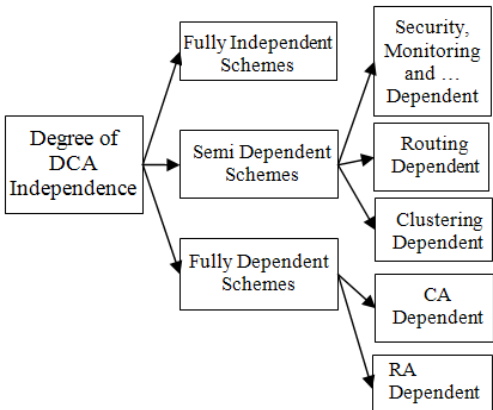 Degree of
DCA
Independence
Fully Independent
Schemes
Semi Dependent
Schemes
Fully Dependent
Schemes
Security,
Monitoring
and ...
Dependent
Routing
Dependent
Clustering
Dependent
CA
Dependent
RA
Dependent